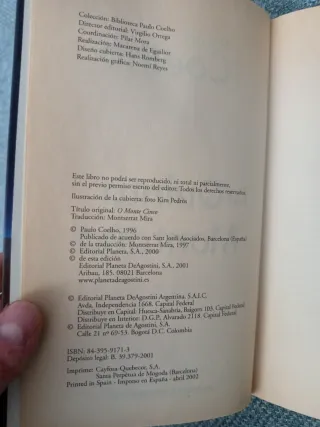 Colección: Biblioteca Paulo Coelho
Director editorial: Virgilio Ortega
Coordinación: Pilar Mora
Realización: Macarena de Eguilior
Diseño cubierta: Hans Romberg
Realización gráfica: Noemí Reyes
Este libro no podrá ser reproducido, ni total ni parcialmente,
sin el previo permiso escrito del editor. Todos los derechos reservados
Ilustración de la cubierta: foto Kiro Pedrós
Título original: O Monte Cinco
Traducción: Montserrat Mira
© Paulo Coelho, 1996
Publicado de acuerdo con Sant Jordi Asociados, Barcelona (España)
© de la traducción: Montserrat Mira, 1997
© Editorial Planeta, S.A., 2000
© de esta edición
Editorial Planeta DeAgostini, S.A., 2001
Aribau, 185. 08021 Barcelona
www.planetadeagostini.es
© Editorial Planeta DeAgostini Argentina, S.A.I.C.
Avda. Independencia 1668. Capital Federal
Distribuye en Capital: Huesca-Sanabria, Baigorri 103. Capital Federal
Distribuye en Interior: D.G.P., Alvarado 2118. Capital Federal
© Editorial Planeta de Agostini, S.A.
Calle 21 nº 69-53. Bogotá D.C. Colombia
ISBN: 84-395-9171-3
Depósito legal: B. 39.379-2001
Imprime: Cayfosa-Quebecor, S.A.
Santa Perpètua de Mogoda (Barcelona)
Printed in Spain - Impreso en España - abril 2002